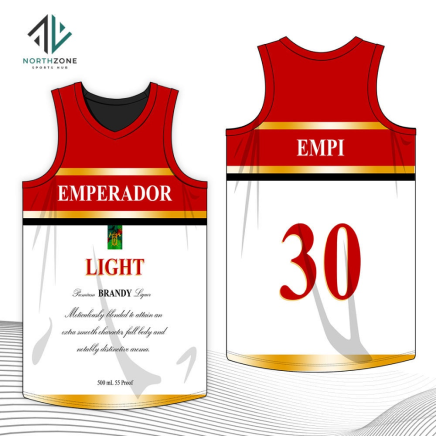 NORTHZONE
SPORTS HUB
EMPERADOR
LIGHT
Premium BRANDY Liquor
Meticulously blended to attain an
extra smooth character, full body and
notably distinctive aroma.
500 ml. 55 Proof
EMPI
30